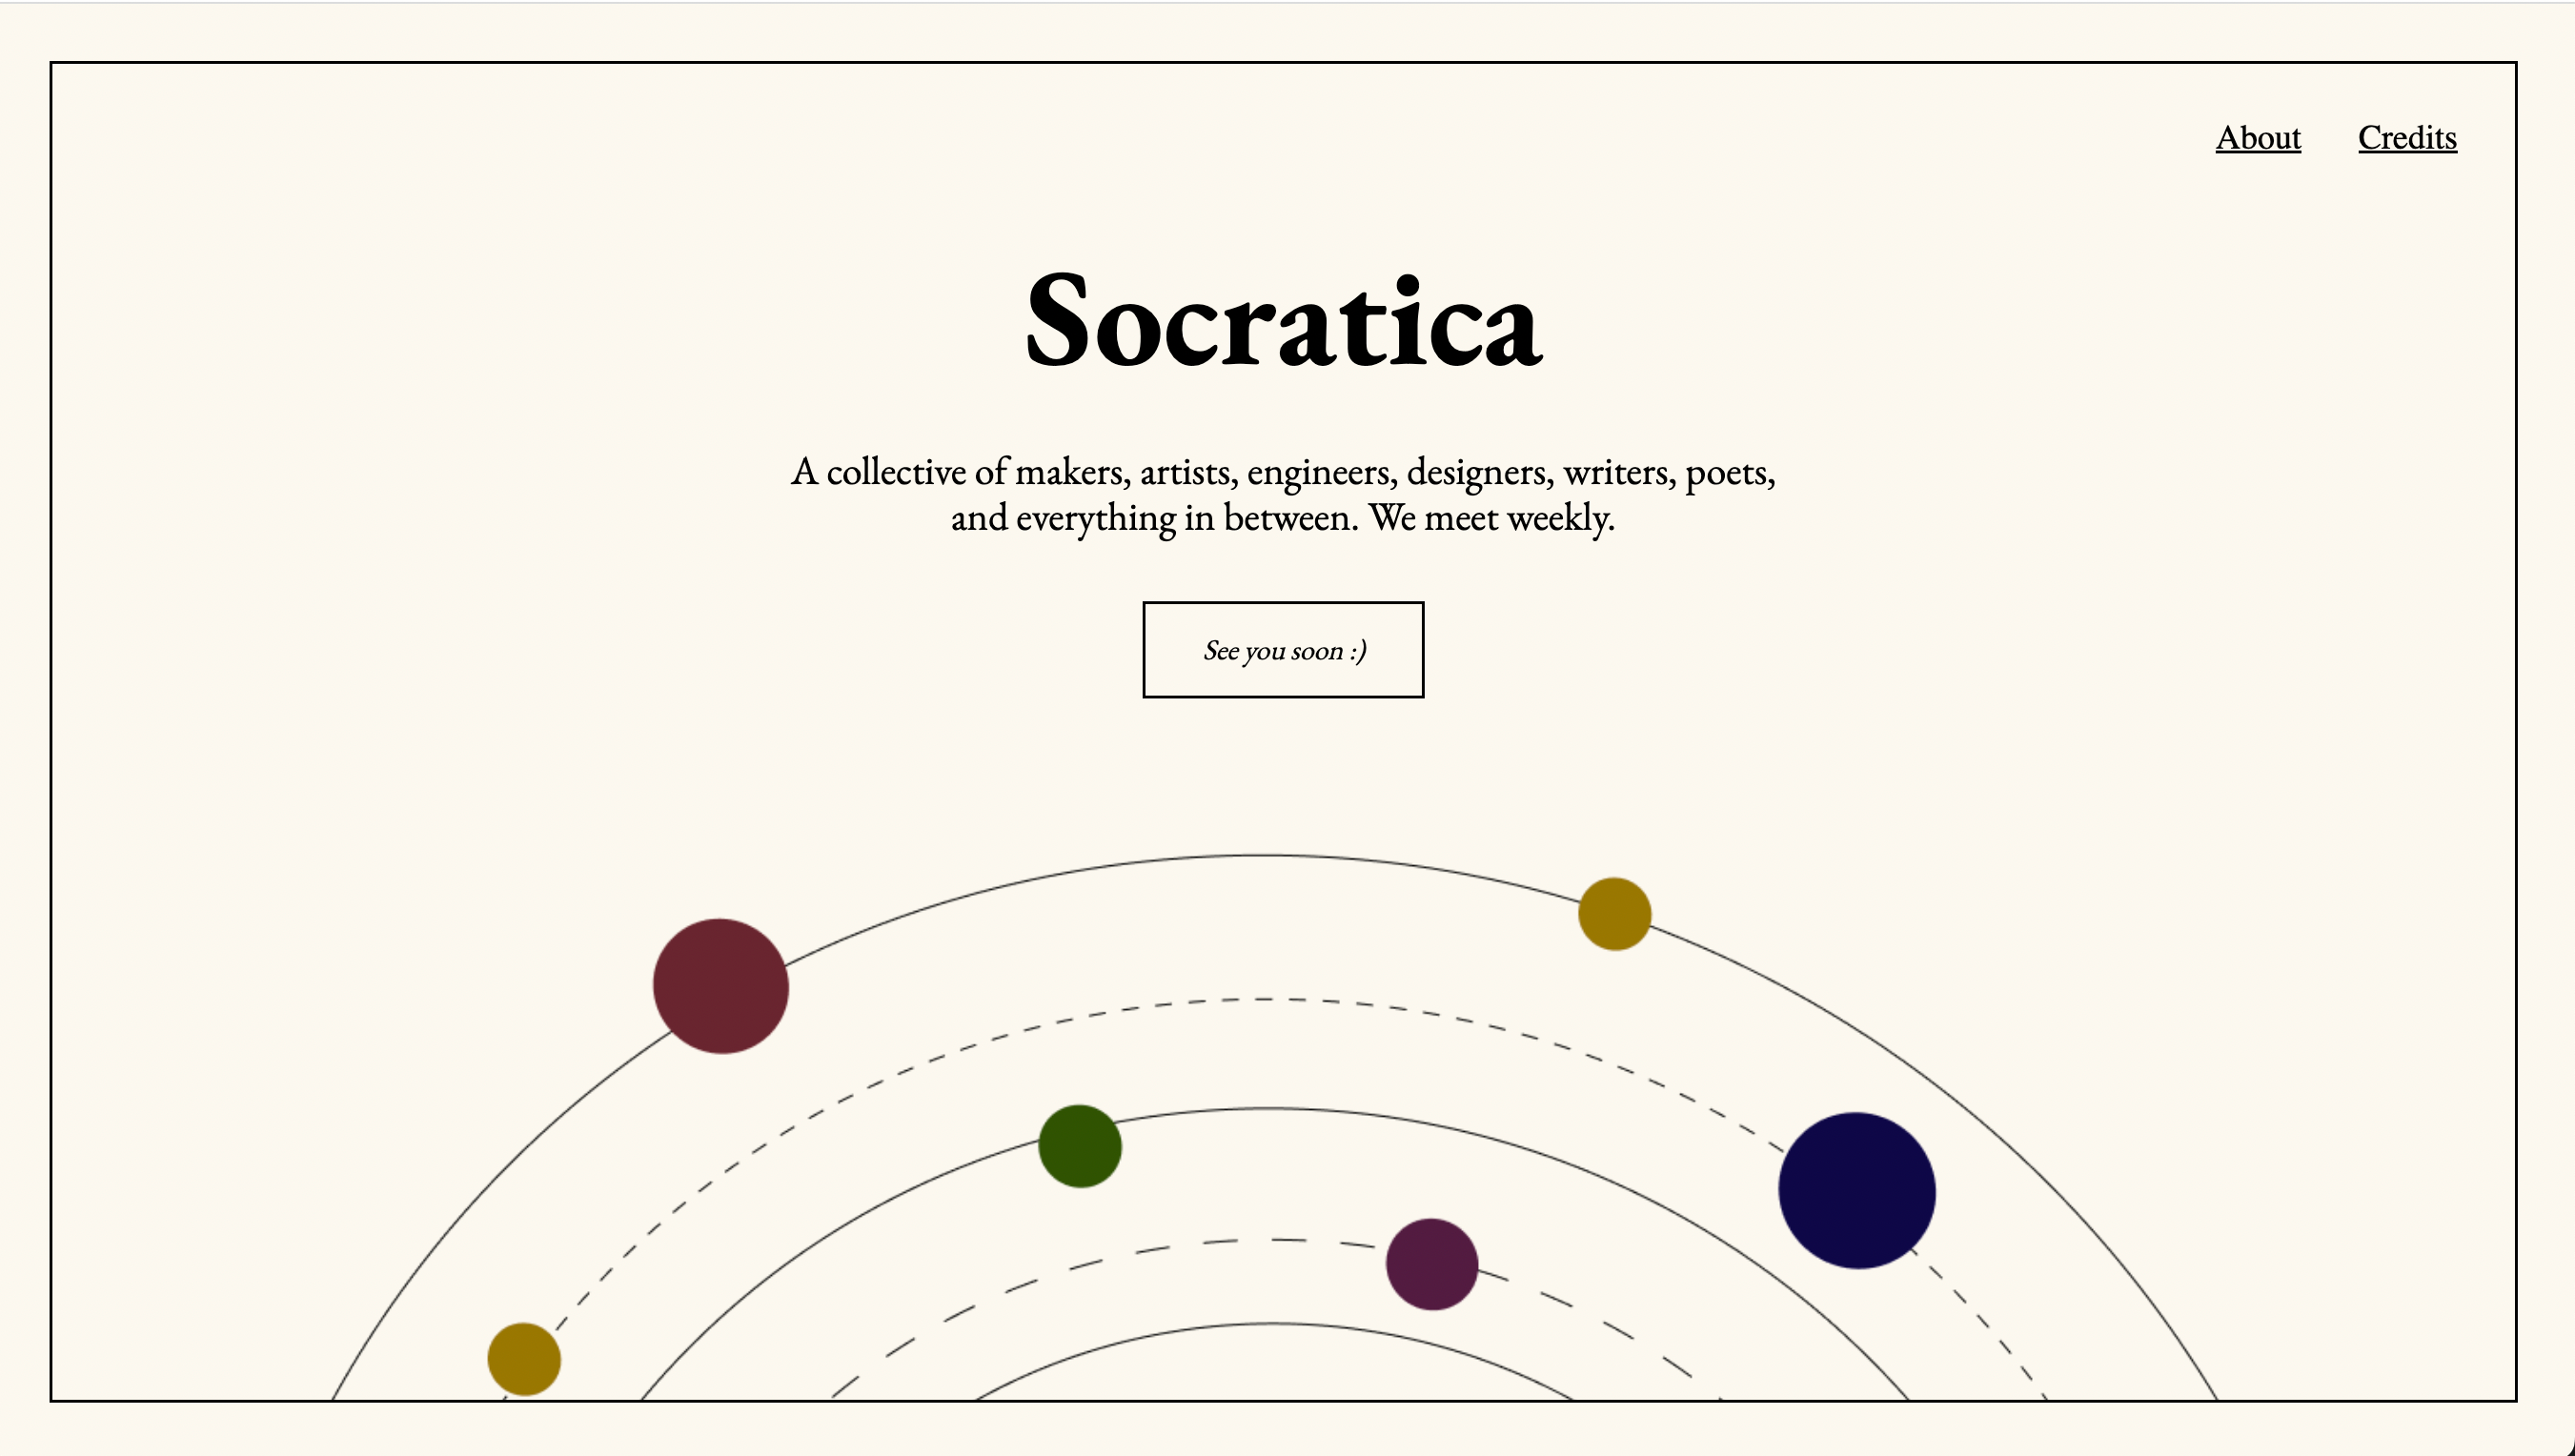 About Credits
Socratica
A collective of makers, artists, engineers, designers, writers, poets,
and everything in between. We meet weekly.
See you soon :)